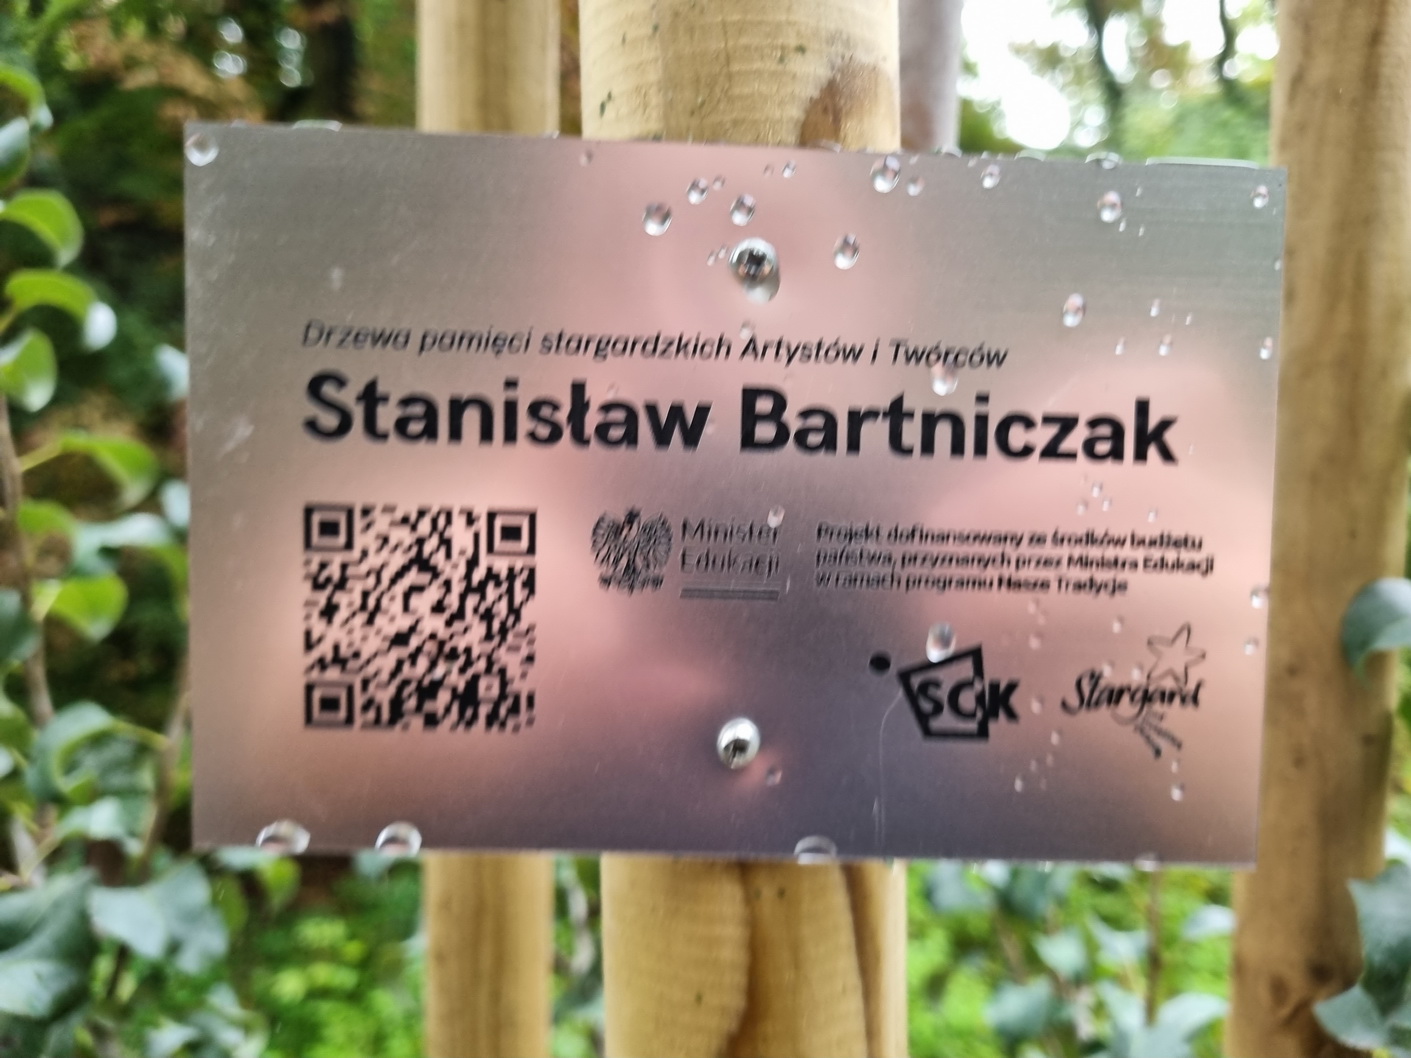 Drzewa pamięci stargardzkich Artystów i Twórców
Stanisław Bartniczak
Minister
Edukacji
Projekt dofinansowany ze środków budżetu
państwa, przyznanych przez Ministra Edukacji
w ramach programu Nasze Tradycje
SCK
Stargard